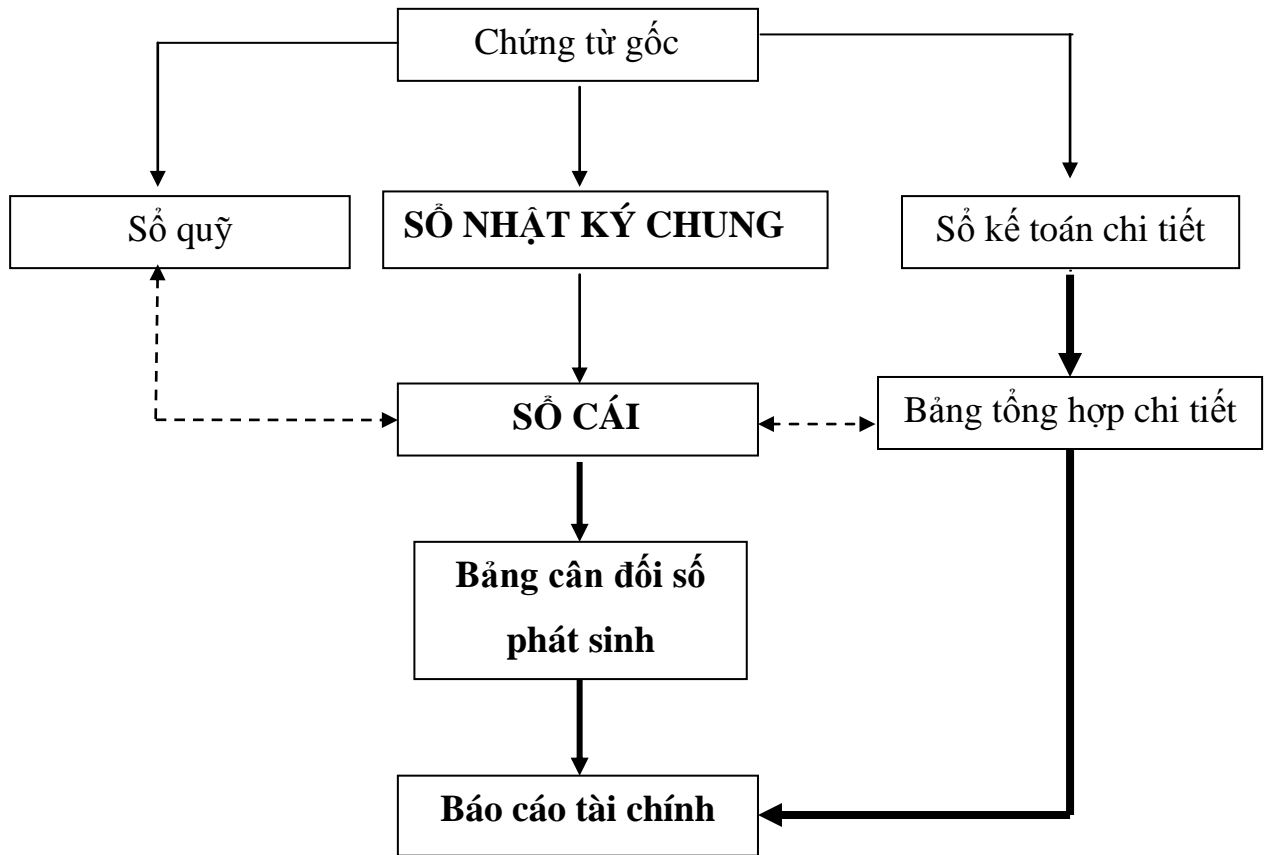 Chứng từ gốc
Sổ quỹ
SỔ NHẬT KÝ CHUNG
Sổ kế toán chi tiết
SỔ CÁI
Bảng tổng hợp chi tiết
Bảng cân đối số
phát sinh
Báo cáo tài chính